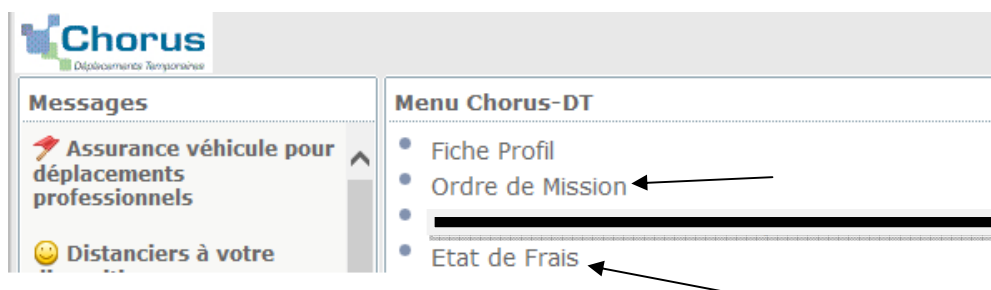 Chorus
Déplacements Temporaires
Messages
Assurance véhicule pour
déplacements
professionnels
Distanciers à votre
Menu Chorus-DT
Fiche Profil
Ordre de Mission
Etat de Frais